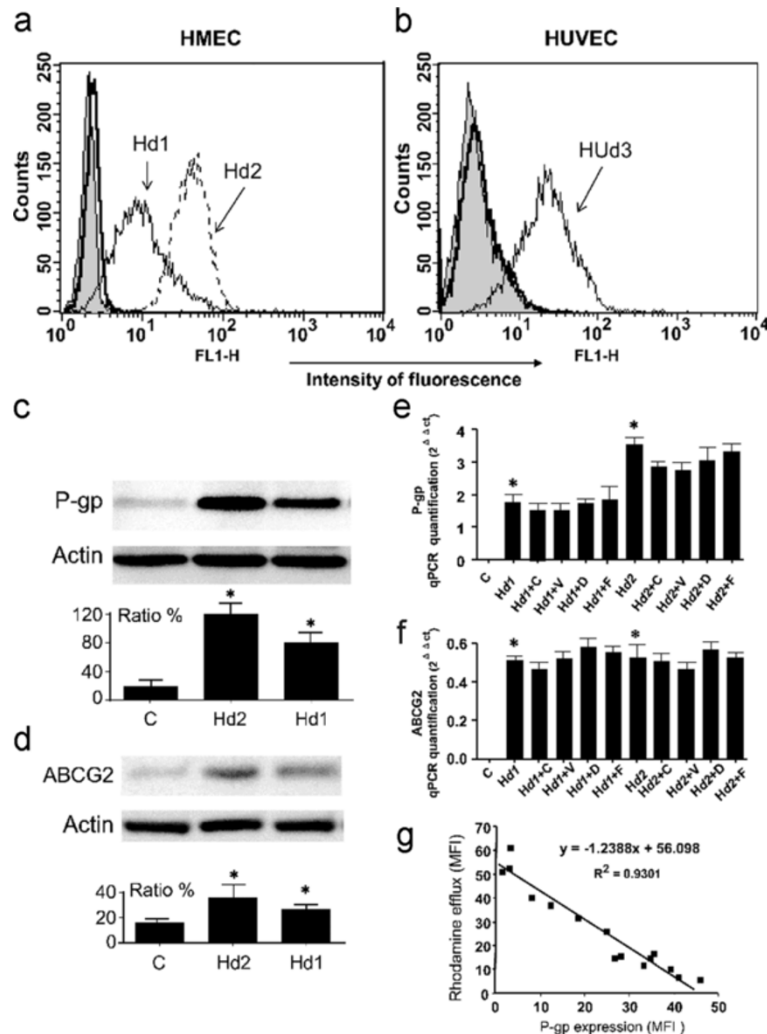 a
HMEC
Counts
250
200
150
100
50
0
Hd1
Hd2
10^0 10^1 10^2 10^3 10^4
FL1-H
b
HUVEC
Counts
250
200
150
100
50
0
HUd3
10^0 10^1 10^2 10^3 10^4
FL1-H
Intensity of fluorescence
c
P-gp
Actin
Ratio %
120
80
40
0
* *
C Hd2 Hd1
d
ABCG2
Actin
Ratio %
40
20
0
* *
C Hd2 Hd1
e
P-gp
qPCR quantification (2^ΔΔct)
4
3
2
1
0
* *
C Hd1 Hd1+C Hd1+V Hd1+D Hd1+F Hd2 Hd2+C Hd2+V Hd2+D Hd2+F
f
ABCG2
qPCR quantification (2^ΔΔct)
0.6
0.4
0.2
0.0
* *
C Hd1 Hd1+C Hd1+V Hd1+D Hd1+F Hd2 Hd2+C Hd2+V Hd2+D Hd2+F
g
Rhodamine efflux (MFI)
70
60
50
40
30
20
10
0
y = -1.2388x + 56.098
R² = 0.9301
0 10 20 30 40 50
P-gp expression (MFI )